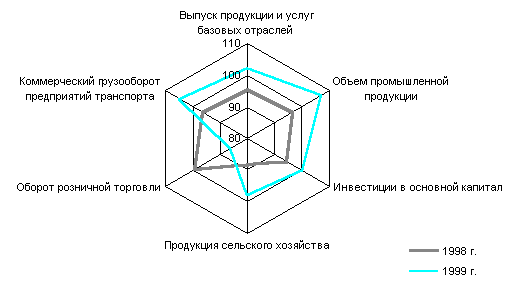 Выпуск продукции и услуг
базовых отраслей
110
100
90
80
Коммерческий грузооборот
предприятий транспорта
Объем промышленной
продукции
Оборот розничной торговли
Инвестиции в основной капитал
Продукция сельского хозяйства
1998 г.
1999 г.